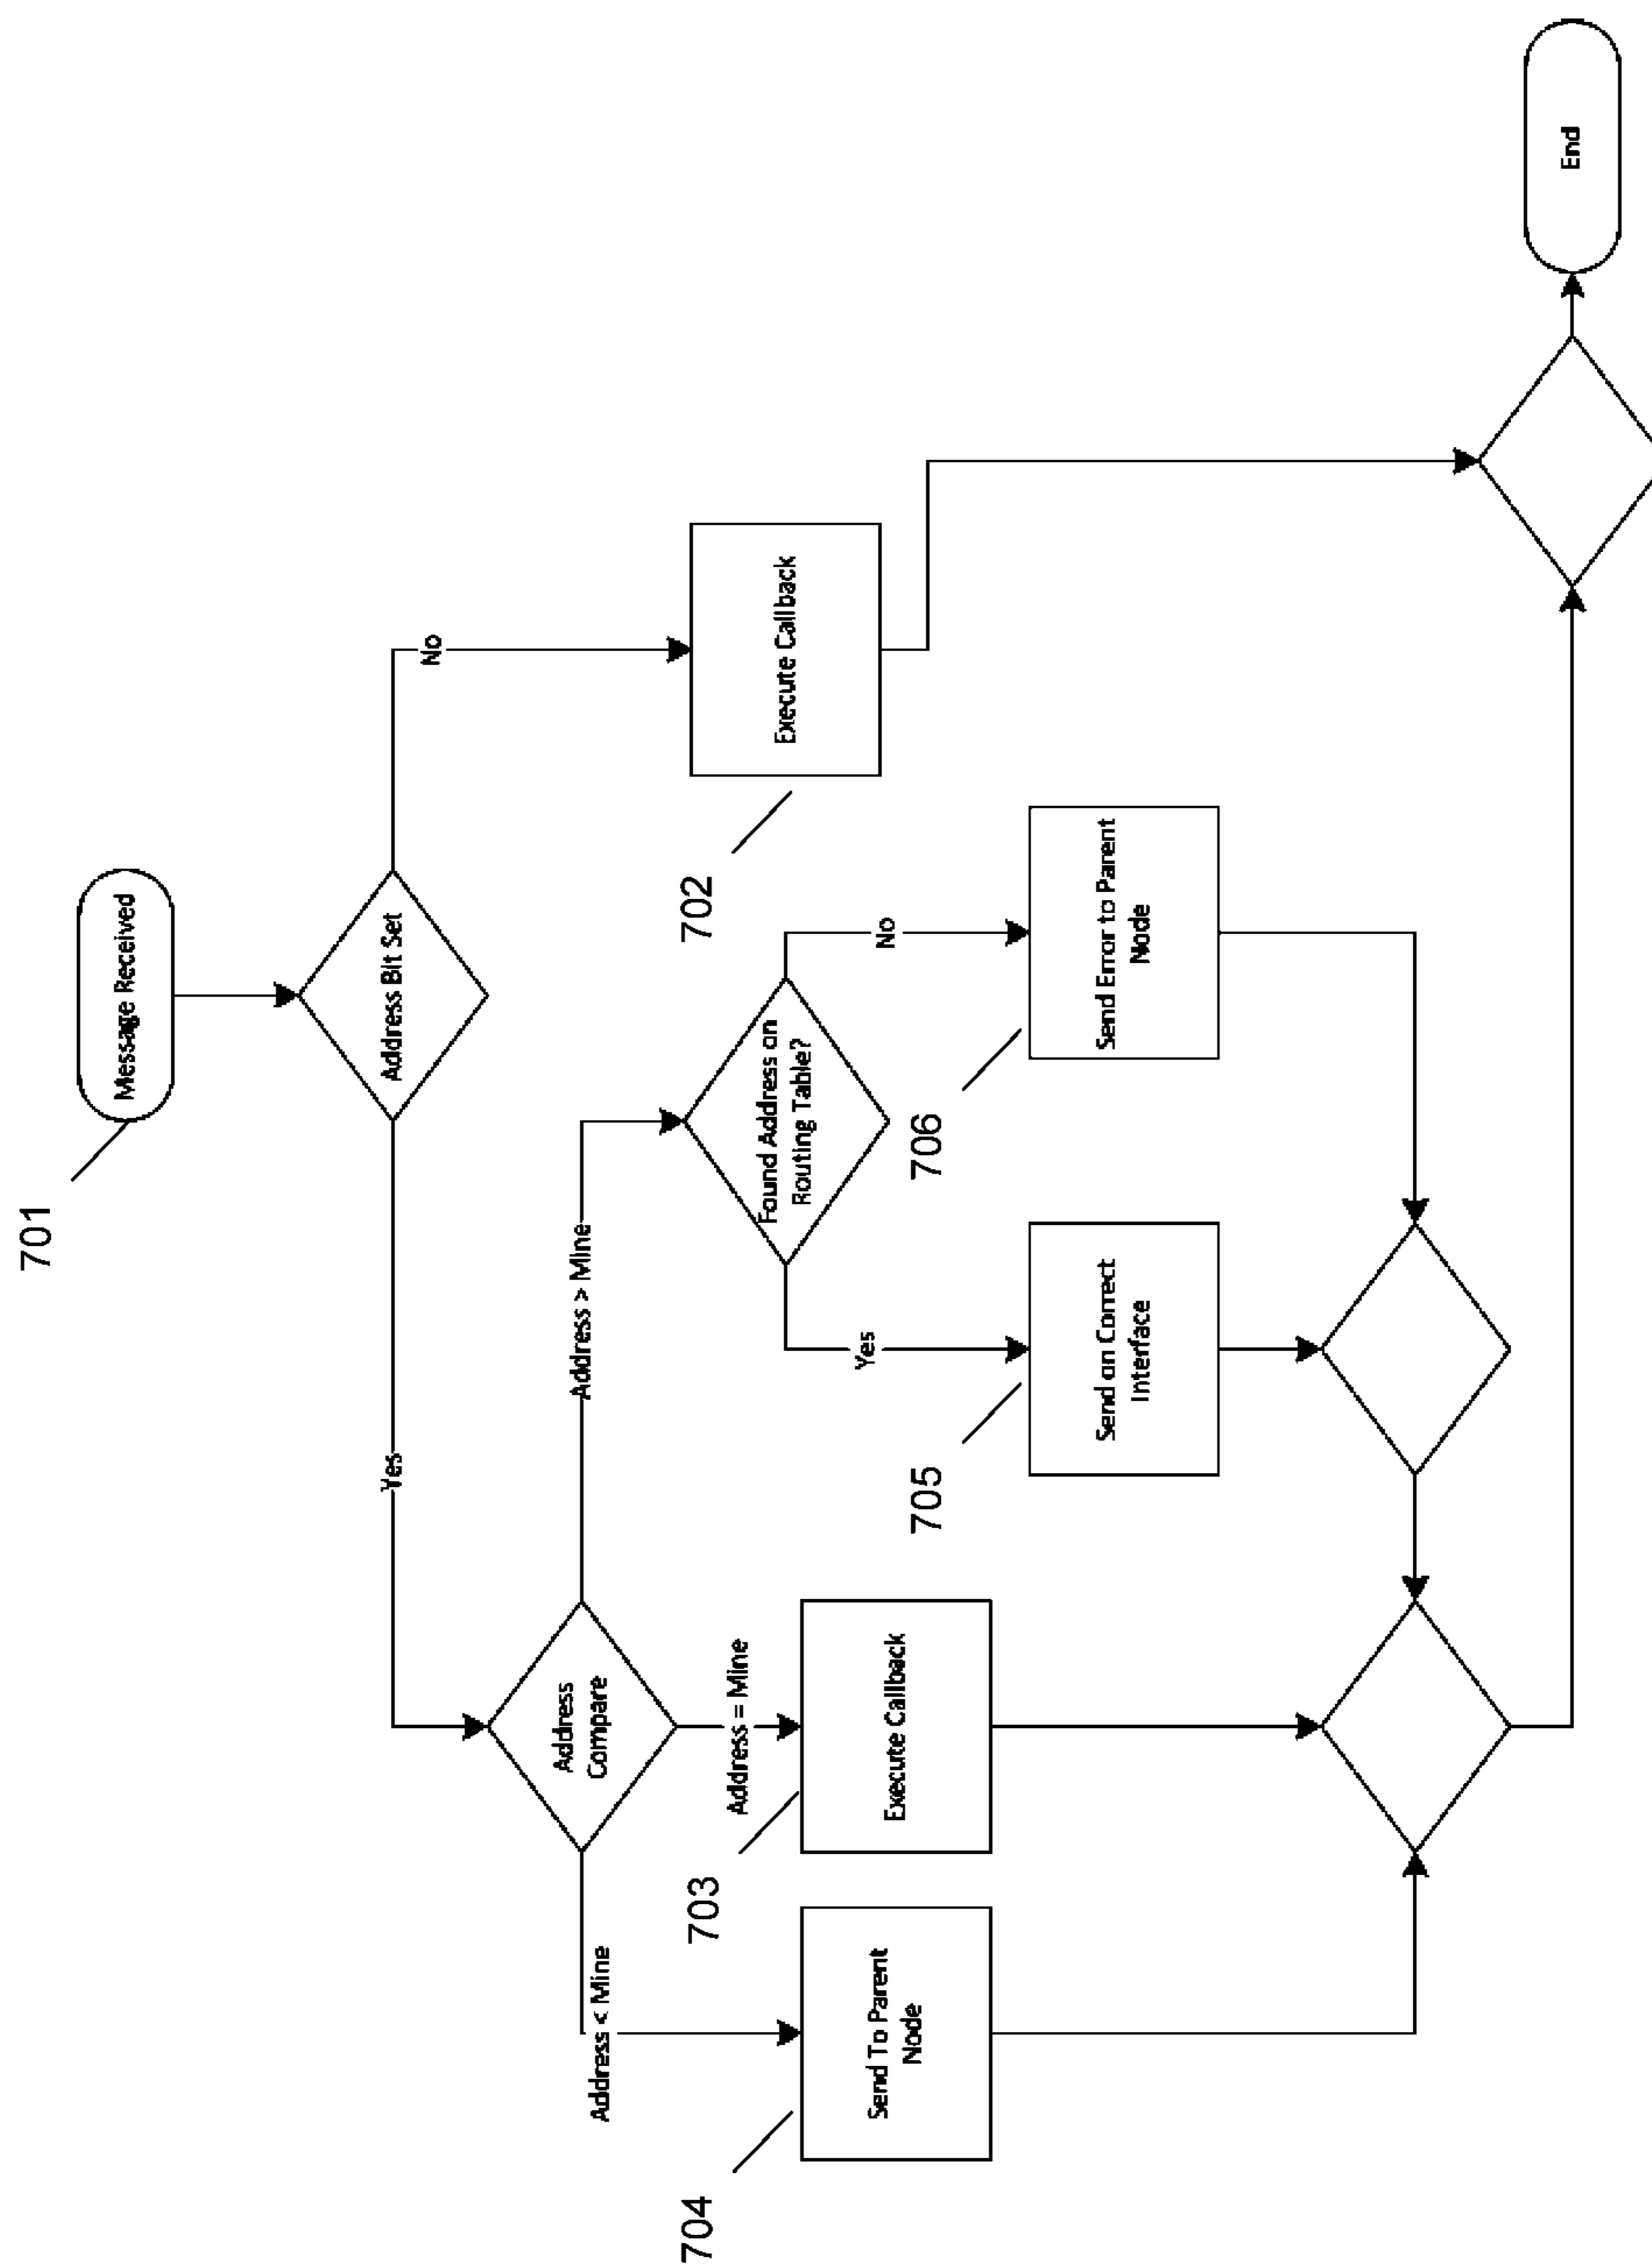 701
Message Received
Address Bit Set
Yes
No
Address
Compare
Address < Mine
Address = Mine
Address > Mine
Found Address on
Routing Table?
Yes
No
704
Send To Parent
Node
703
Execute Callback
705
Send on Correct
Interface
706
Send Error to Parent
Node
702
Execute Callback
End